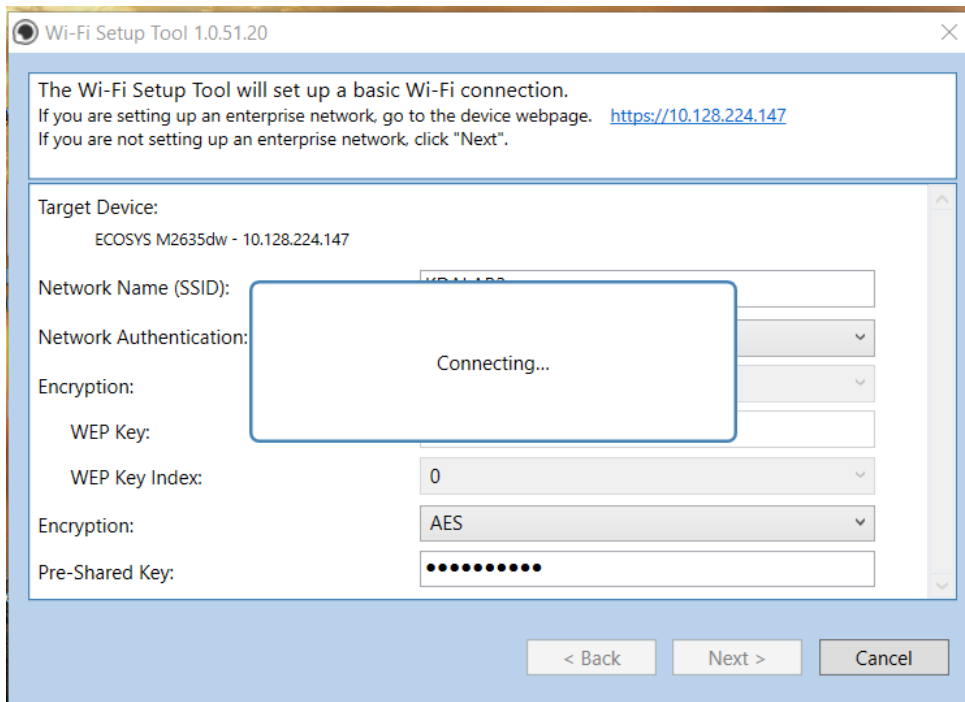 Wi-Fi Setup Tool 1.0.51.20
The Wi-Fi Setup Tool will set up a basic Wi-Fi connection.
If you are setting up an enterprise network, go to the device webpage. https://10.128.224.147
If you are not setting up an enterprise network, click "Next".
Target Device:
ECOSYS M2635dw - 10.128.224.147
Network Name (SSID):
Network Authentication:
Connecting...
Encryption:
WEP Key:
WEP Key Index: 0
Encryption: AES
Pre-Shared Key: ●●●●●●●●●●
< Back Next > Cancel